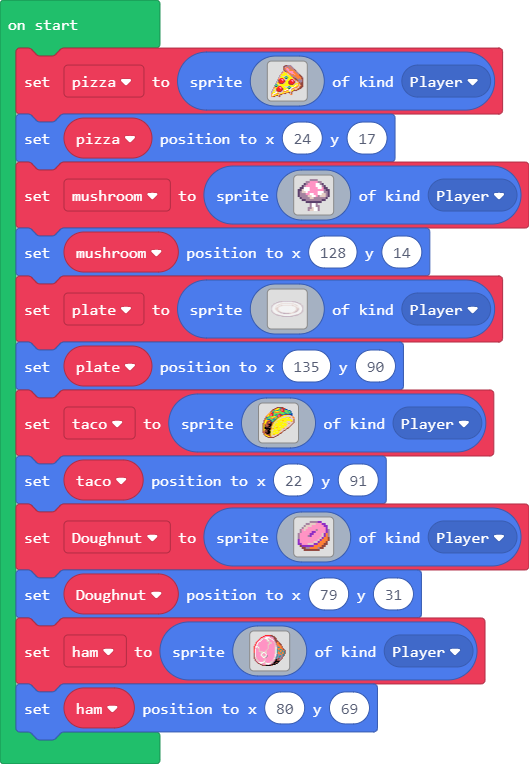 on start
set pizza to sprite of kind Player
set pizza position to x 24 y 17
set mushroom to sprite of kind Player
set mushroom position to x 128 y 14
set plate to sprite of kind Player
set plate position to x 135 y 90
set taco to sprite of kind Player
set taco position to x 22 y 91
set Doughnut to sprite of kind Player
set Doughnut position to x 79 y 31
set ham to sprite of kind Player
set ham position to x 80 y 69